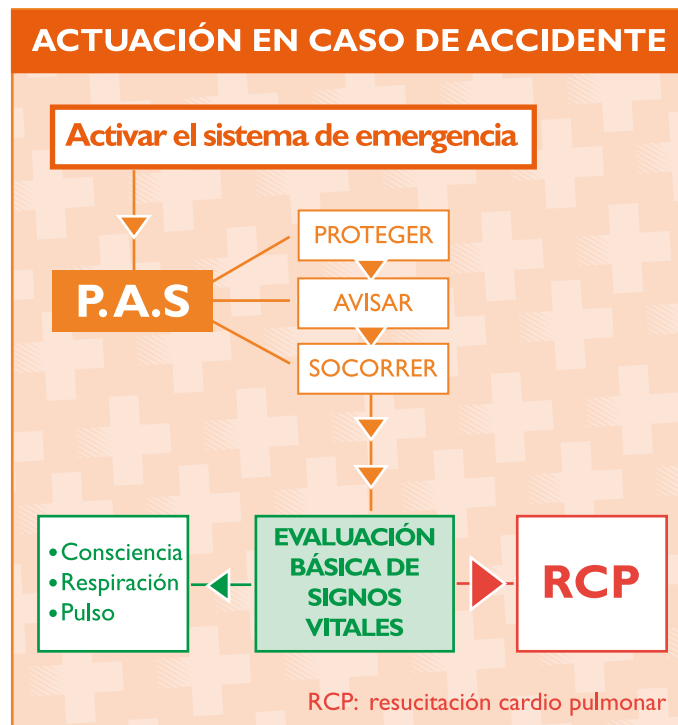 ACTUACIÓN EN CASO DE ACCIDENTE
Activar el sistema de emergencia
P.A.S
PROTEGER
AVISAR
SOCORRER
•Consciencia
•Respiración
•Pulso
EVALUACIÓN
BÁSICA DE
SIGNOS
VITALES
RCP
RCP: resucitación cardio pulmonar